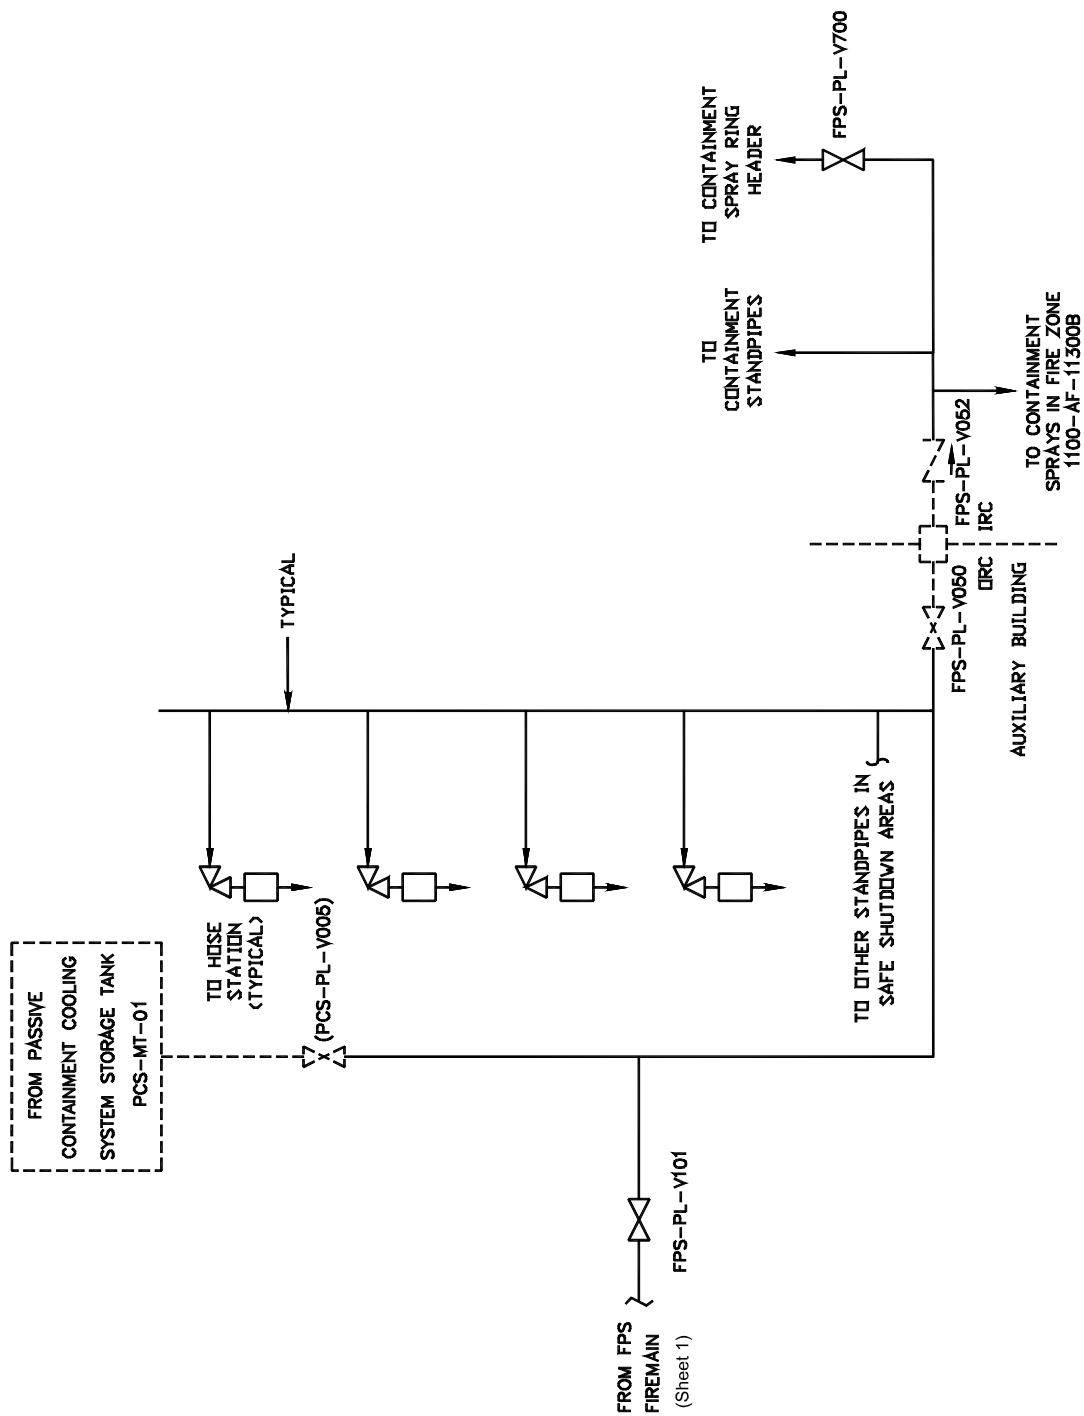 FROM PASSIVE
CONTAINMENT COOLING
SYSTEM STORAGE TANK
PCS-MT-01
(PCS-PL-V005)
TO HOSE
STATION
(TYPICAL)
TYPICAL
FROM FPS
FIREMAIN
(Sheet 1)
FPS-PL-V101
TO OTHER STANDPIPES IN
SAFE SHUTDOWN AREAS
AUXILIARY BUILDING
FPS-PL-V050
ORC
IRC
FPS-PL-V052
TO
CONTAINMENT
STANDPIPES
TO CONTAINMENT
SPRAY RING
HEADER
FPS-PL-V700
TO CONTAINMENT
SPRAYS IN FIRE ZONE
1100-AF-11300B